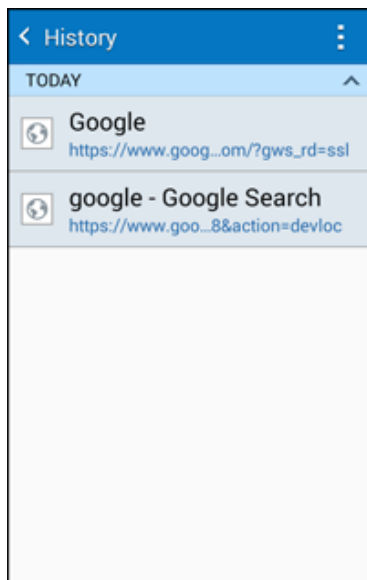 History
TODAY
Google
https://www.goog...om/?gws_rd=ssl
google - Google Search
https://www.goo...8&action=devloc